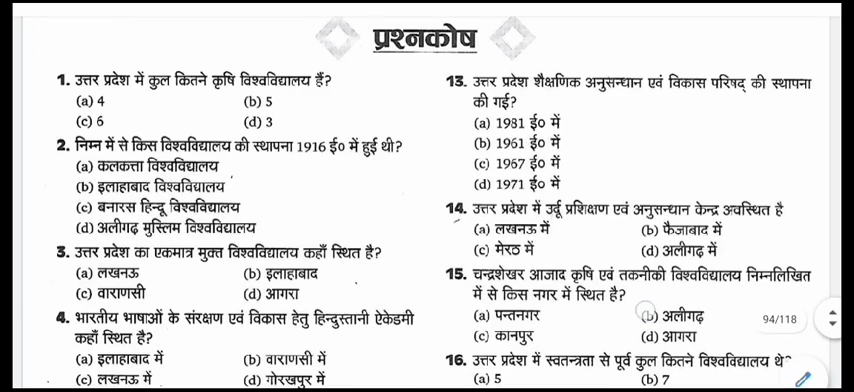 प्रश्नकोष
1. उत्तर प्रदेश में कुल कितने कृषि विश्वविद्यालय हैं?
(a) 4 (b) 5
(c) 6 (d) 3
2. निम्न में से किस विश्वविद्यालय की स्थापना 1916 ई० में हुई थी?
(a) कलकत्ता विश्वविद्यालय
(b) इलाहाबाद विश्वविद्यालय
(c) बनारस हिन्दू विश्वविद्यालय
(d) अलीगढ़ मुस्लिम विश्वविद्यालय
3. उत्तर प्रदेश का एकमात्र मुक्त विश्वविद्यालय कहाँ स्थित है?
(a) लखनऊ (b) इलाहाबाद
(c) वाराणसी (d) आगरा
4. भारतीय भाषाओं के संरक्षण एवं विकास हेतु हिन्दुस्तानी ऐकेडमी
कहाँ स्थित है?
(a) इलाहाबाद में (b) वाराणसी में
(c) लखनऊ में (d) गोरखपुर में
13. उत्तर प्रदेश शैक्षणिक अनुसन्धान एवं विकास परिषद् की स्थापना
की गई?
(a) 1981 ई० में
(b) 1961 ई० में
(c) 1967 ई० में
(d) 1971 ई० में
14. उत्तर प्रदेश में उर्दू प्रशिक्षण एवं अनुसन्धान केन्द्र अवस्थित है
(a) लखनऊ में (b) फैजाबाद में
(c) मेरठ में (d) अलीगढ़ में
15. चन्द्रशेखर आजाद कृषि एवं तकनीकी विश्वविद्यालय निम्नलिखित
में से किस नगर में स्थित है?
(a) पन्तनगर (b) अलीगढ़
(c) कानपुर (d) आगरा
16. उत्तर प्रदेश में स्वतन्त्रता से पूर्व कुल कितने विश्वविद्यालय थे?
(a) 5 (b) 7
94/118